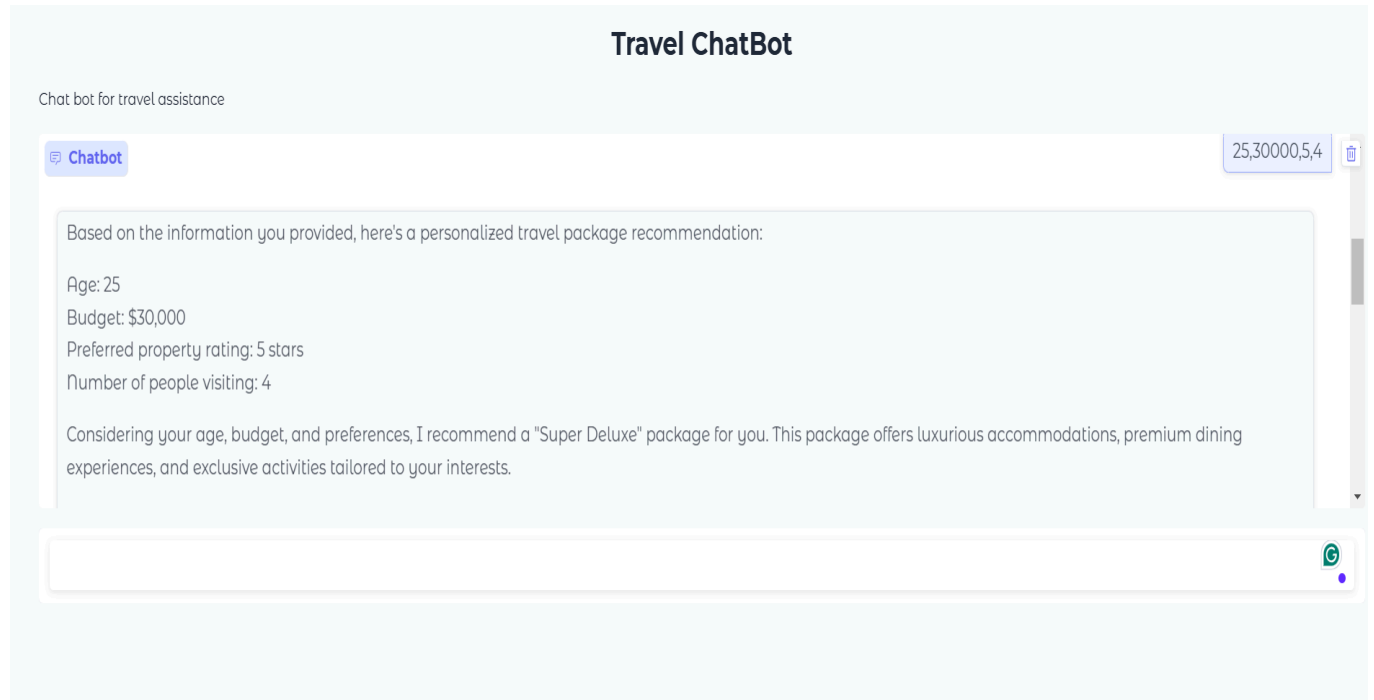 Travel ChatBot
Chat bot for travel assistance
Chatbot
25,30000,5,4
Based on the information you provided, here's a personalized travel package recommendation:
Age: 25
Budget: $30,000
Preferred property rating: 5 stars
Number of people visiting: 4
Considering your age, budget, and preferences, I recommend a "Super Deluxe" package for you. This package offers luxurious accommodations, premium dining
experiences, and exclusive activities tailored to your interests.
G